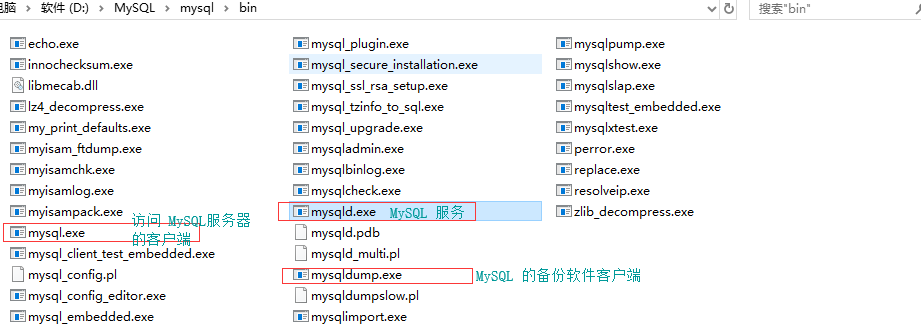 电脑 > 软件 (D:) > MySQL > mysql > bin
搜索"bin"
echo.exe
innochecksum.exe
libmecab.dll
lz4_decompress.exe
my_print_defaults.exe
myisam_ftdump.exe
myisamchk.exe
myisamlog.exe
myisampack.exe
mysql.exe
访问 MySQL服务器
的客户端
mysql_client_test_embedded.exe
mysql_config.pl
mysql_config_editor.exe
mysql_embedded.exe
mysql_plugin.exe
mysql_secure_installation.exe
mysql_ssl_rsa_setup.exe
mysql_tzinfo_to_sql.exe
mysql_upgrade.exe
mysqladmin.exe
mysqlbinlog.exe
mysqlcheck.exe
mysqld.exe MySQL 服务
mysqld.pdb
mysqld_multi.pl
mysqldump.exe MySQL 的备份软件客户端
mysqldumpslow.pl
mysqlimport.exe
mysqlpump.exe
mysqlshow.exe
mysqlslap.exe
mysqltest_embedded.exe
mysqlxtest.exe
perror.exe
replace.exe
resolveip.exe
zlib_decompress.exe